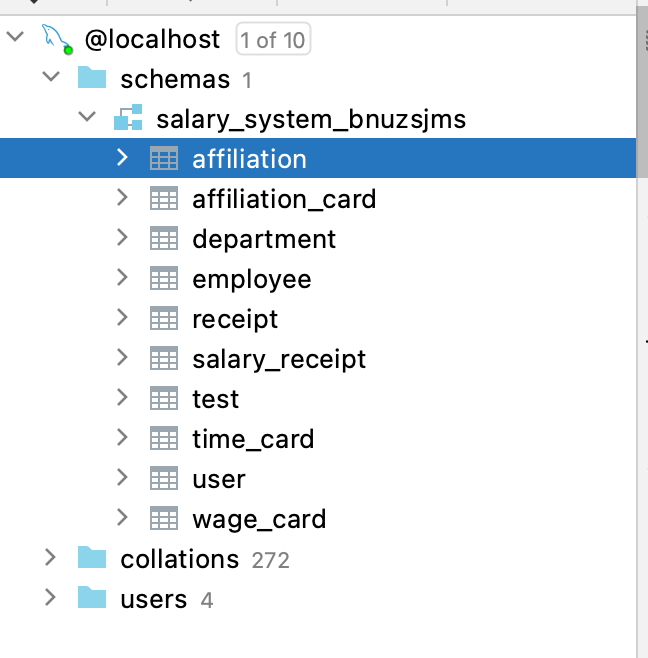 @localhost 1 of 10
schemas 1
salary_system_bnuzsjms
affiliation
affiliation_card
department
employee
receipt
salary_receipt
test
time_card
user
wage_card
collations 272
users 4